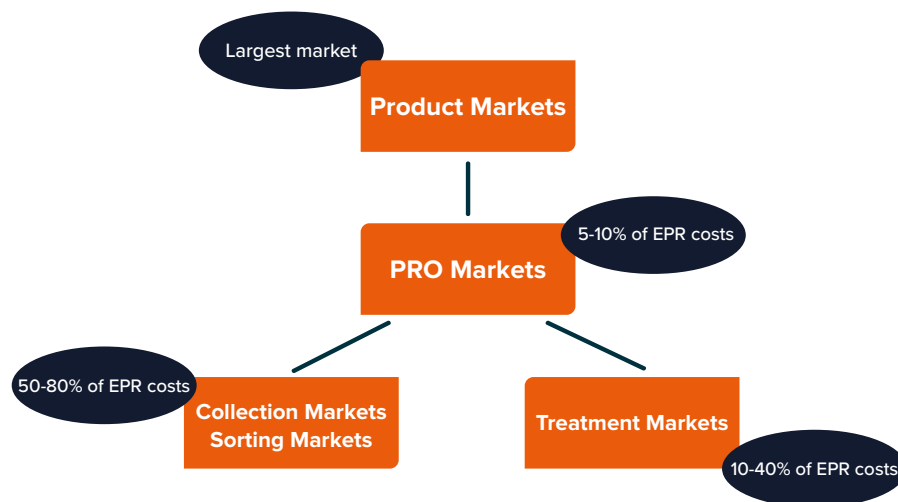 Largest market
Product Markets
5-10% of EPR costs
PRO Markets
50-80% of EPR costs
Collection Markets
Sorting Markets
Treatment Markets
10-40% of EPR costs